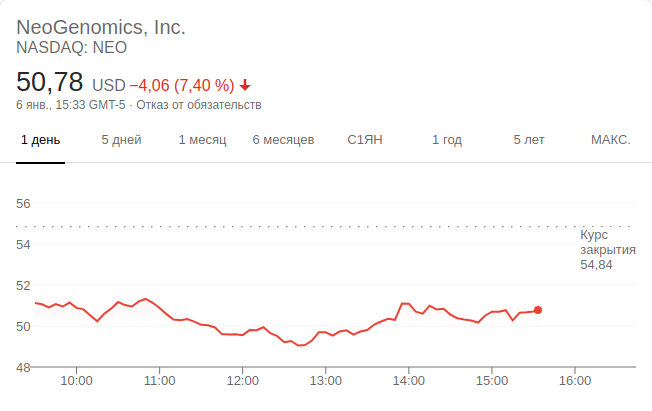 NeoGenomics, Inc.
NASDAQ: NEO
50,78 USD −4,06 (7,40 %)
6 янв., 15:33 GMT-5 · Отказ от обязательств
1 день 5 дней 1 месяц 6 месяцев С1ЯН 1 год 5 лет МАКС.
56
Курс
закрытия
54,84
54
52
50
48
10:00 11:00 12:00 13:00 14:00 15:00 16:00